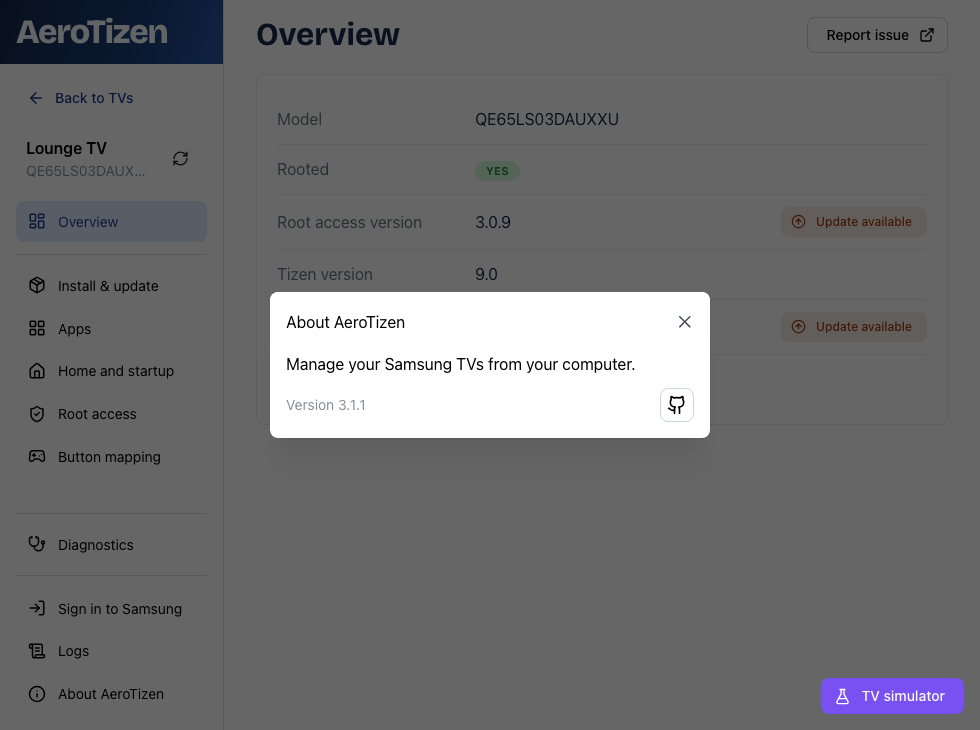 AeroTizen
Back to TVs
Lounge TV
QE65LS03DAUX...
Overview
Install & update
Apps
Home and startup
Root access
Button mapping
Diagnostics
Sign in to Samsung
Logs
About AeroTizen
Overview
Report issue
Model QE65LS03DAUXXU
Rooted YES
Root access version 3.0.9 Update available
Tizen version 9.0
Update available
About AeroTizen
Manage your Samsung TVs from your computer.
Version 3.1.1
TV simulator